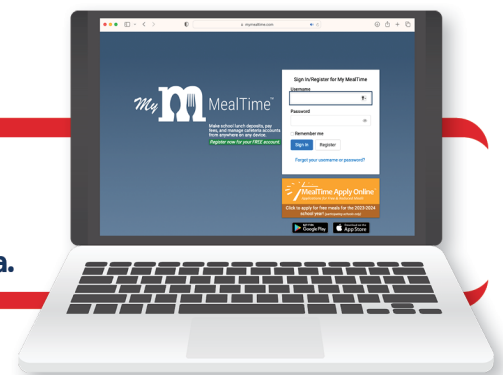 mymealtime.com
My MealTime™
Make school lunch deposits, pay
fees, and manage cafeteria accounts
from anywhere on any device.
Register now for your FREE account.
Sign In/Register for My MealTime
Username
Password
Remember me
Sign in
Register
Forgot your username or password?
MealTime Apply Online
Click to apply for free meals for the 2023-2024
school year!
Google Play
App Store
a.